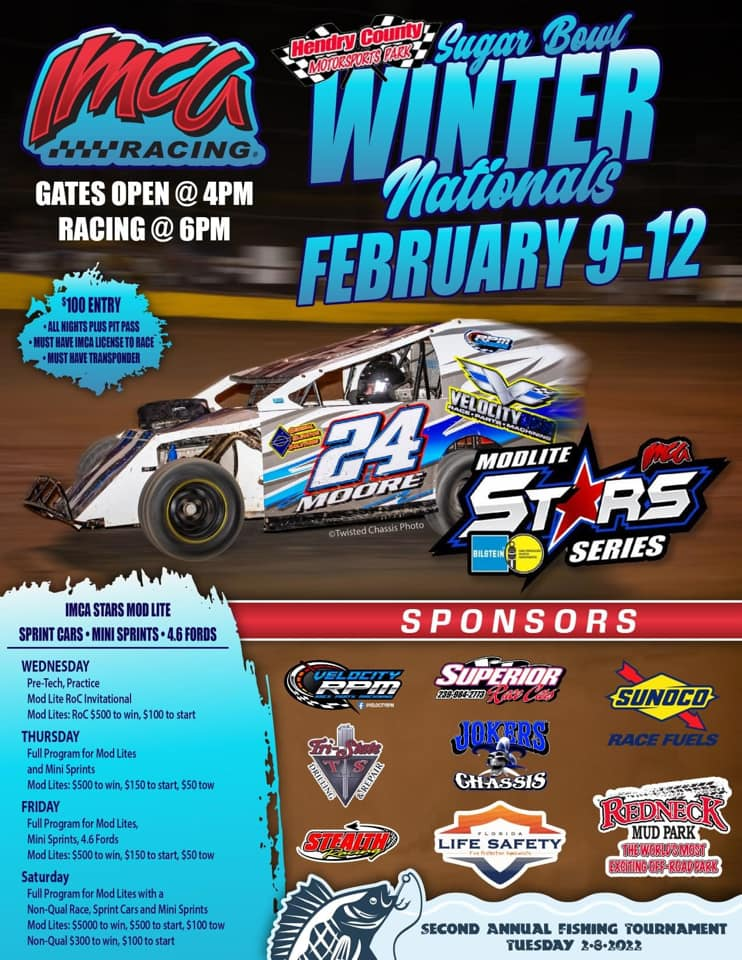 IMCA
RACING
Hendry County
MOTORSPORTS PARK
Sugar Bowl
WINTER
Nationals
FEBRUARY 9-12
GATES OPEN @ 4PM
RACING @ 6PM
$100 ENTRY
• ALL NIGHTS PLUS PIT PASS
• MUST HAVE IMCA LICENSE TO RACE
• MUST HAVE TRANSPONDER
RPM
VELOCITY
RACE • PARTS • MACHINING
24
MOORE
©Twisted Chassis Photo
MODLITE
IMCA
STARS
SERIES
BILSTEIN
SPONSORS
IMCA STARS MOD LITE
SPRINT CARS • MINI SPRINTS • 4.6 FORDS
WEDNESDAY
Pre-Tech, Practice
Mod Lite RoC Invitational
Mod Lites: RoC $500 to win, $100 to start
THURSDAY
Full Program for Mod Lites
and Mini Sprints
Mod Lites: $500 to win, $150 to start, $50 tow
FRIDAY
Full Program for Mod Lites,
Mini Sprints, 4.6 Fords
Mod Lites: $500 to win, $150 to start, $50 tow
Saturday
Full Program for Mod Lites with a
Non-Qual Race, Sprint Cars and Mini Sprints
Mod Lites: $5000 to win, $500 to start, $100 tow
Non-Qual $300 to win, $100 to start
VELOCITY
RPM
SUPERIOR
239-984-2773 Race Cars
SUNOCO
RACE FUELS
Tri-State
T S
DRILLING & REPAIR
JOKERS
CHASSIS
STEALTH
Racing
FLORIDA
LIFE SAFETY
Fire Protection Specialists
REDNECK
MUD PARK
THE WORLD'S MOST
EXCITING OFF-ROAD PARK
SECOND ANNUAL FISHING TOURNAMENT
TUESDAY 2-8-2022